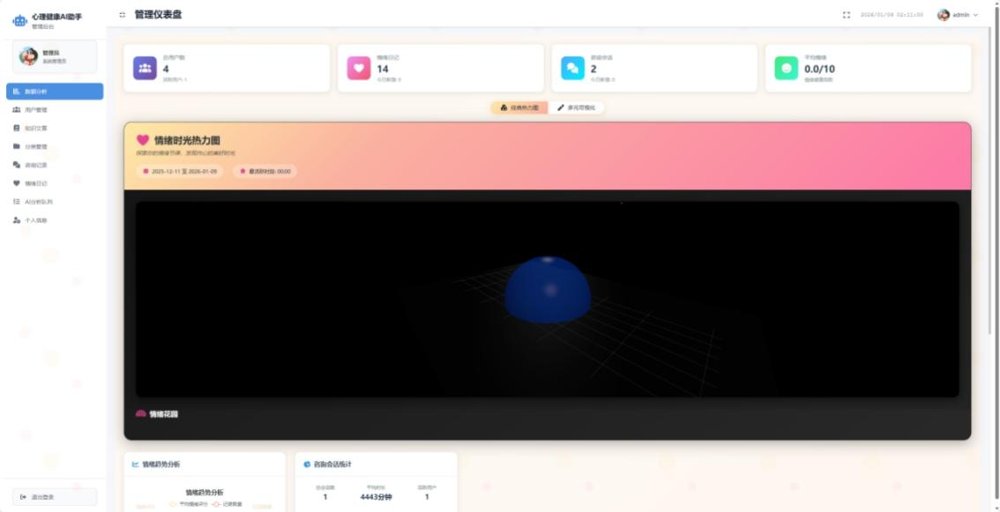 心理健康AI助手
管理后台
管理仪表盘
2026/01/09 02:11:00
admin
管理员
系统管理员
数据分析
用户管理
知识文章
分类管理
咨询记录
情绪日记
AI分析队列
个人信息
退出登录
总用户数
4
活跃用户: 1
情绪日记
14
今日新增: 0
咨询会话
2
今日新增: 0
平均情绪
0.0/10
情绪健康指数
经典热力图
多元可视化
情绪时光热力图
探索你的情绪节律，发现内心的美好时光
2025-12-11 至 2026-01-09
最活跃时段: 00:00
情绪花园
情绪趋势分析
情绪趋势分析
平均情绪评分
记录数量
咨询会话统计
总会话数
1
平均时长
4443分钟
活跃用户
1